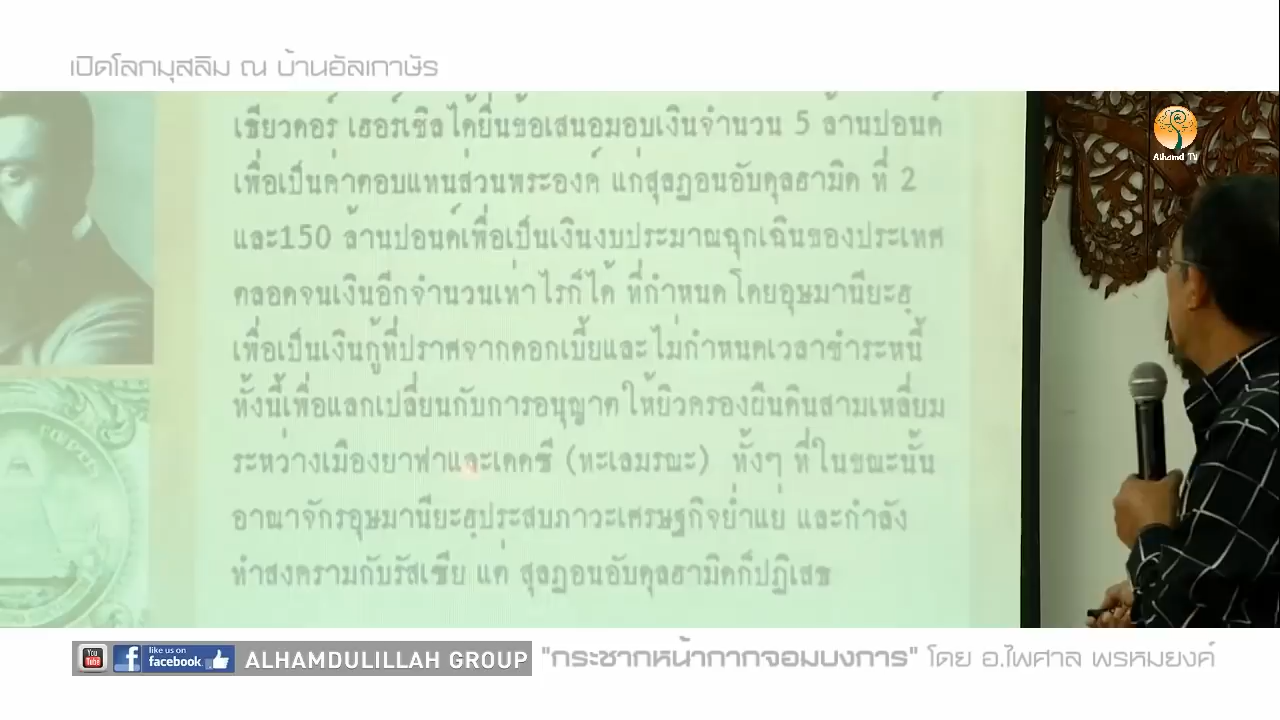 เปิดโลกมุสลิม ณ บ้านอัลเกาษัร
Alhamd TV
เธียวดอร์ เฮอร์เซิลได้ยื่นข้อเสนอมอบเงินจำนวน 5 ล้านปอนด์
เพื่อเป็นค่าตอบแทนส่วนพระองค์ แก่สุลฏอนอับดุลฮามิด ที่ 2
และ150 ล้านปอนด์เพื่อเป็นเงินงบประมาณฉุกเฉินของประเทศ
ตลอดจนเงินอีกจำนวนเท่าไรก็ได้ ที่กำหนดโดยอุษมานียะฮฺ
เพื่อเป็นเงินกู้ที่ปราศจากดอกเบี้ยและไม่กำหนดเวลาชำระหนี้
ทั้งนี้เพื่อแลกเปลี่ยนกับการอนุญาตให้ยิวครองผืนดินสามเหลี่ยม
ระหว่างเมืองยาฟาและเดดซี (ทะเลมรณะ) ทั้งๆ ที่ในขณะนั้น
อาณาจักรอุษมานียะฮฺประสบภาวะเศรษฐกิจย่ำแย่ และกำลัง
ทำสงครามกับรัสเซีย แต่ สุลฏอนอับดุลฮามิดก็ปฏิเสธ
You Tube
like us on facebook
ALHAMDULILLAH GROUP
"กระชากหน้ากากจอมบงการ" โดย อ.ไพศาล พรหมยงค์